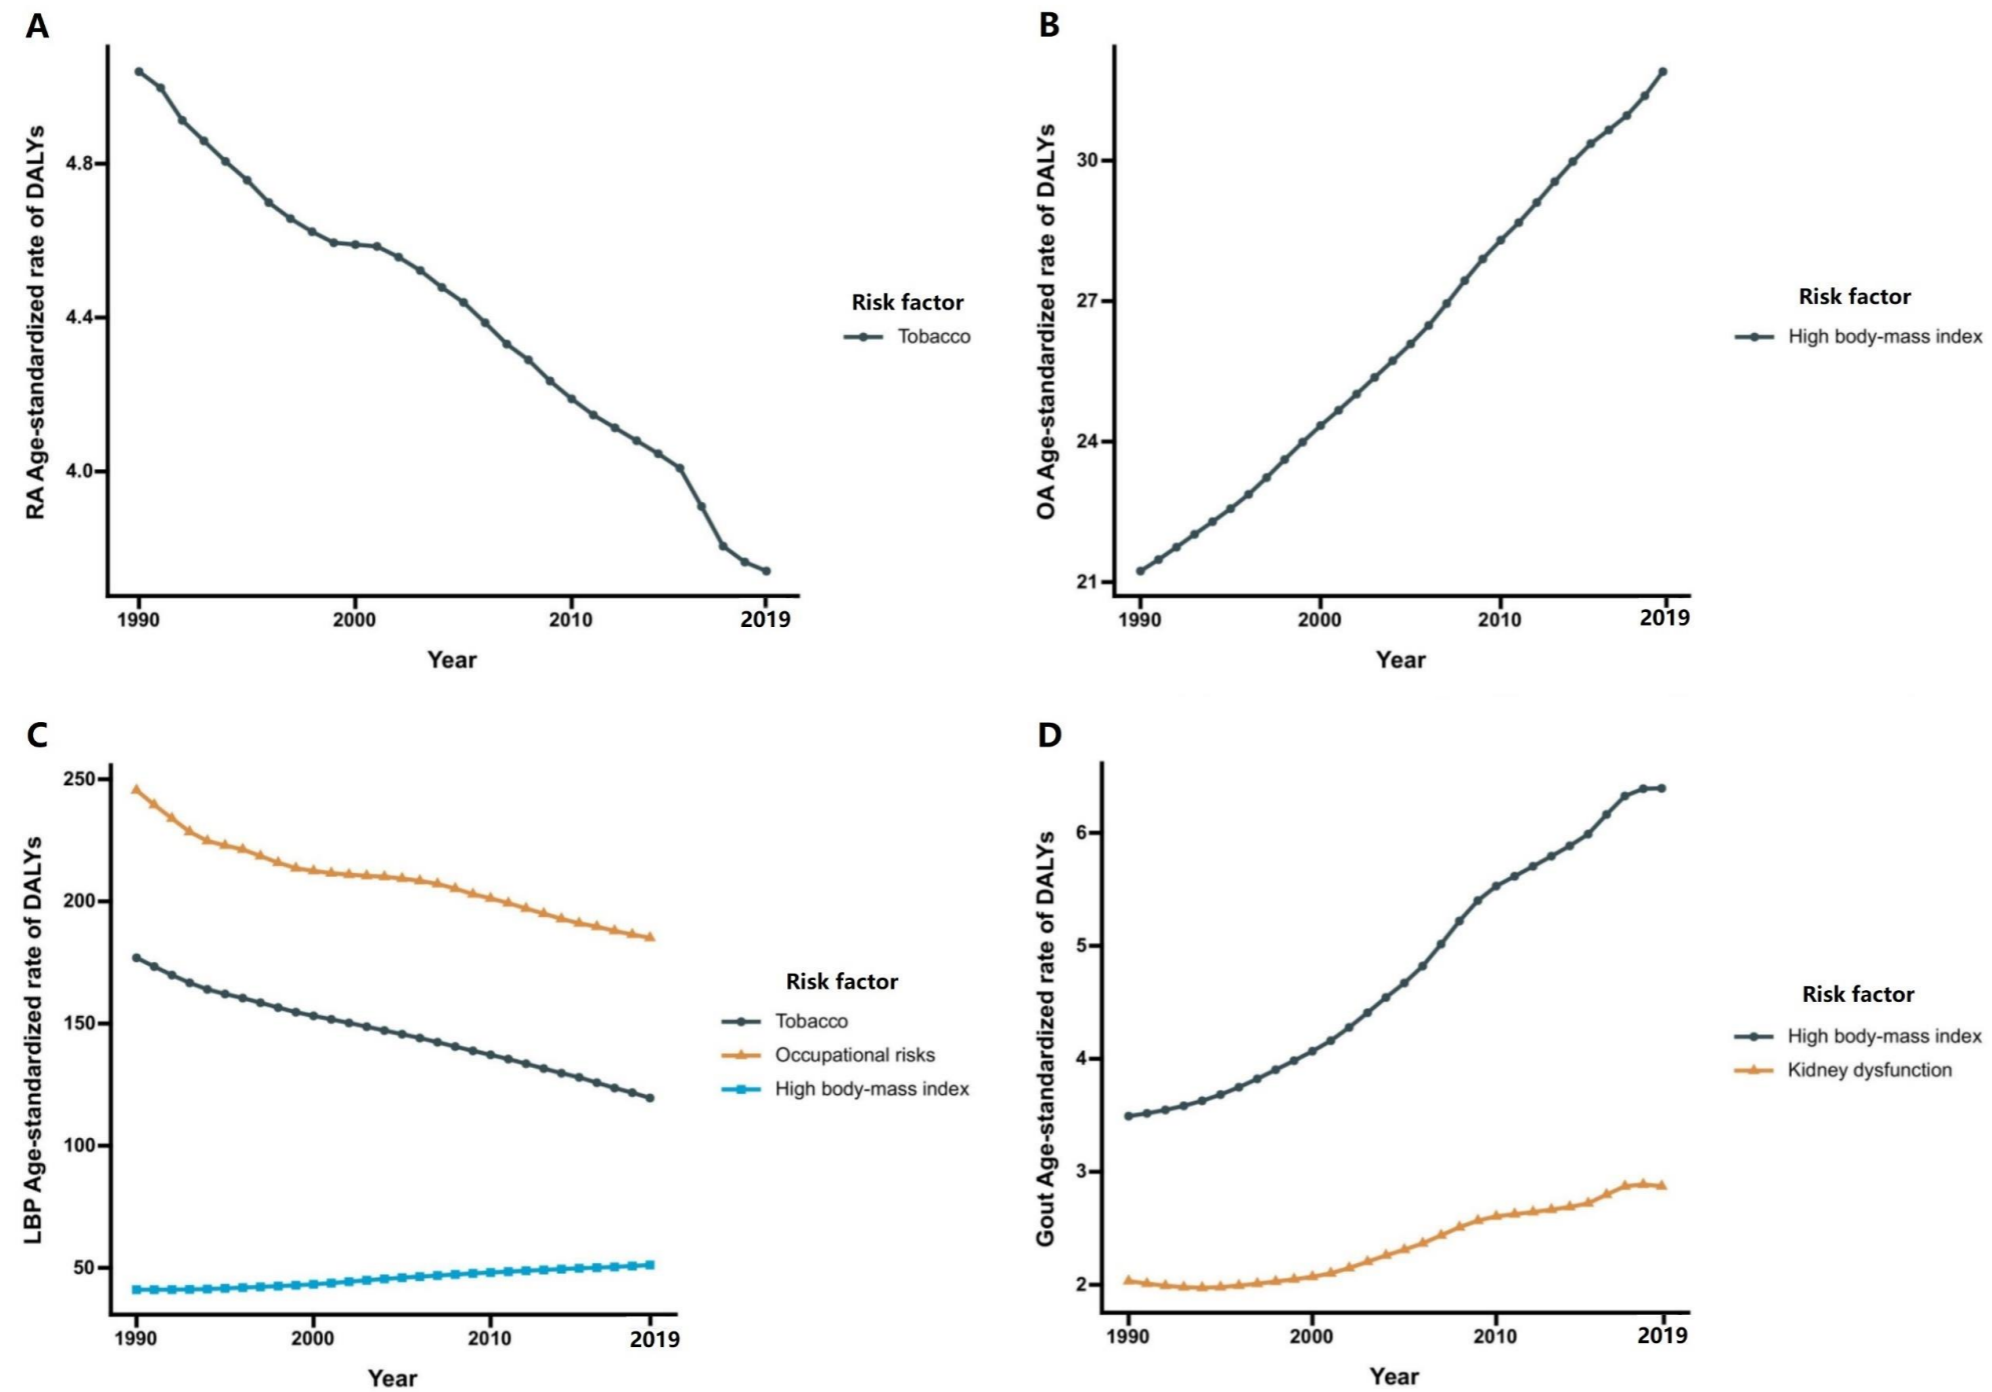 A
RA Age-standardized rate of DALYs
4.8
4.4
4.0
1990
2000
2010
2019
Year
Risk factor
Tobacco
B
OA Age-standardized rate of DALYs
30
27
24
21
1990
2000
2010
2019
Year
Risk factor
High body-mass index
C
LBP Age-standardized rate of DALYs
250
200
150
100
50
1990
2000
2010
2019
Year
Risk factor
Tobacco
Occupational risks
High body-mass index
D
Gout Age-standardized rate of DALYs
6
5
4
3
2
1990
2000
2010
2019
Year
Risk factor
High body-mass index
Kidney dysfunction